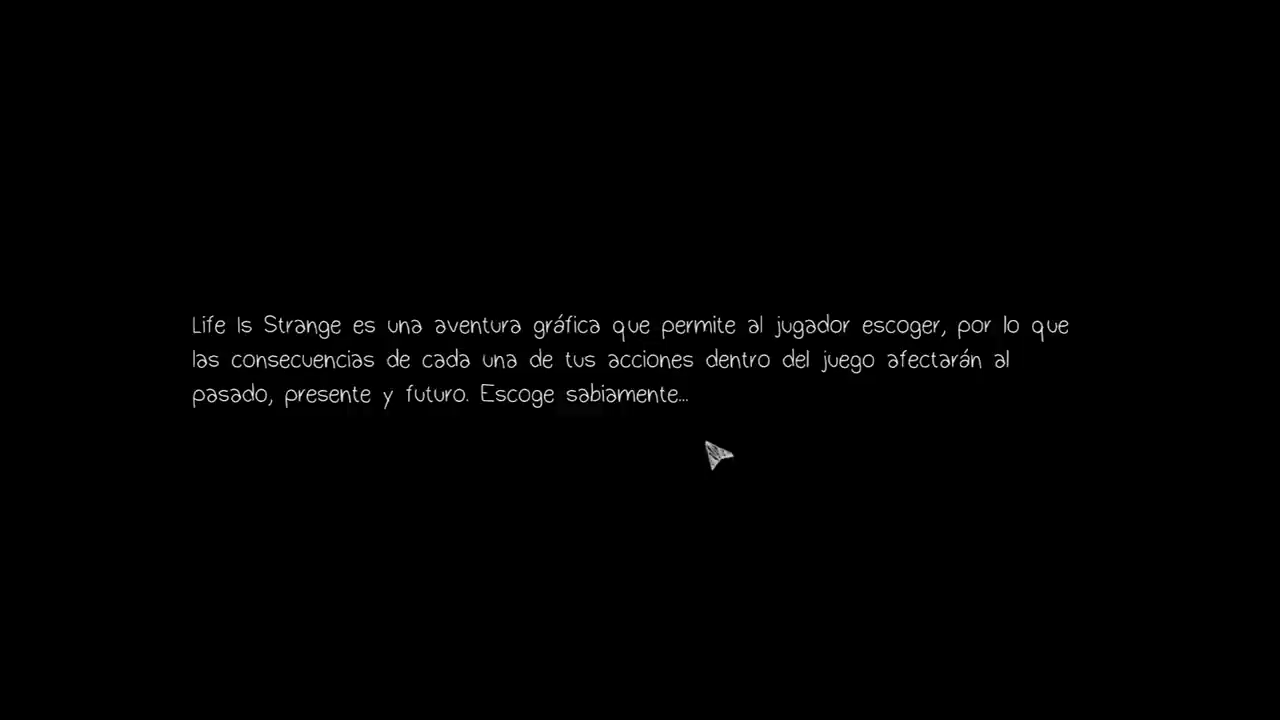 Life Is Strange es una aventura gráfica que permite al jugador escoger, por lo que
las consecuencias de cada una de tus acciones dentro del juego afectarán al
pasado, presente y futuro. Escoge sabiamente...